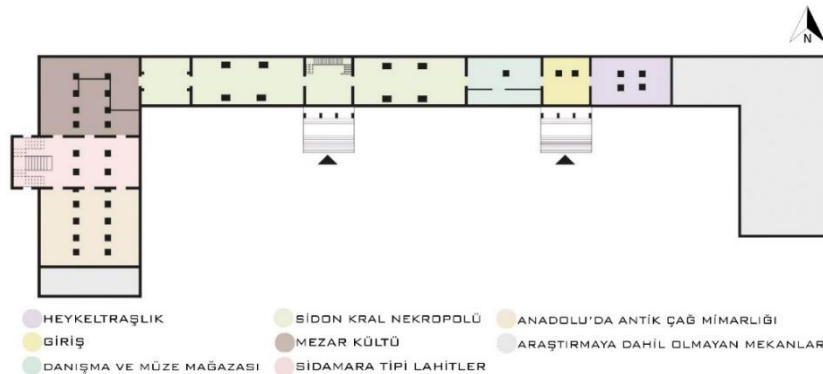 N
HEYKELTRAŞLIK
GİRİŞ
DANIŞMA VE MÜZE MAĞAZASI
SİDON KRAL NEKROPOLÜ
MEZAR KÜLTÜ
SİDAMARA TİPİ LAHİTLER
ANADOLU'DA ANTİK ÇAĞ MİMARLIĞI
ARAŞTIRMAYA DAHİL OLMAYAN MEKANLAR